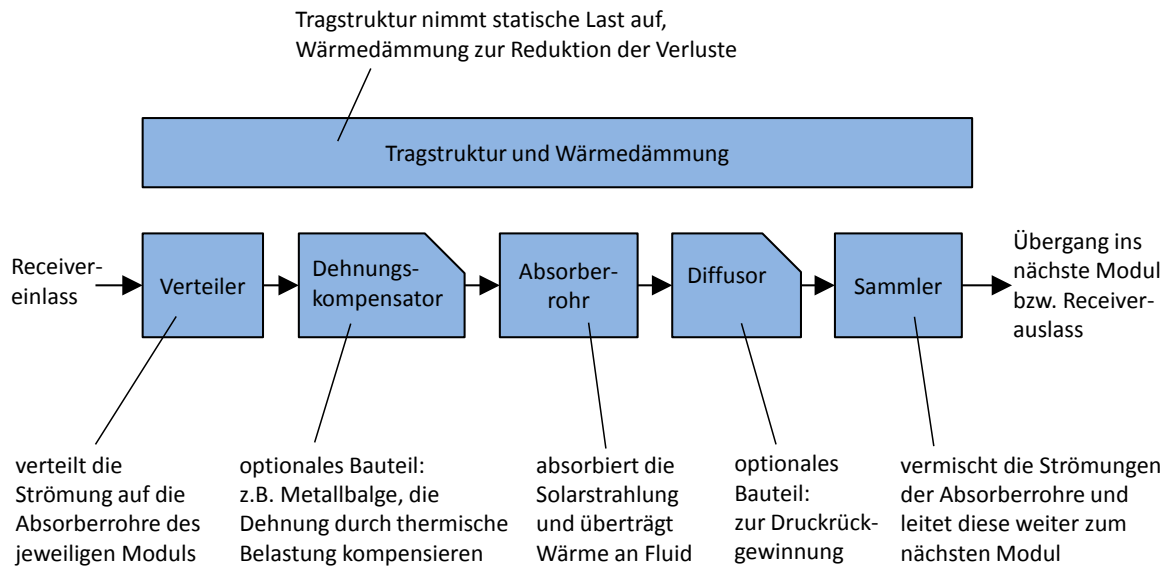 Tragstruktur nimmt statische Last auf,
Wärmedämmung zur Reduktion der Verluste
Tragstruktur und Wärmedämmung
Receiver-
einlass
Verteiler
Dehnungs-
kompensator
Absorber-
rohr
Diffusor
Sammler
Übergang ins
nächste Modul
bzw. Receiver-
auslass
verteilt die
Strömung auf die
Absorberrohre des
jeweiligen Moduls
optionales Bauteil:
z.B. Metallbalge, die
Dehnung durch thermische
Belastung kompensieren
absorbiert die
Solarstrahlung
und überträgt
Wärme an Fluid
optionales
Bauteil:
zur Druckrück-
gewinnung
vermischt die Strömungen
der Absorberrohre und
leitet diese weiter zum
nächsten Modul